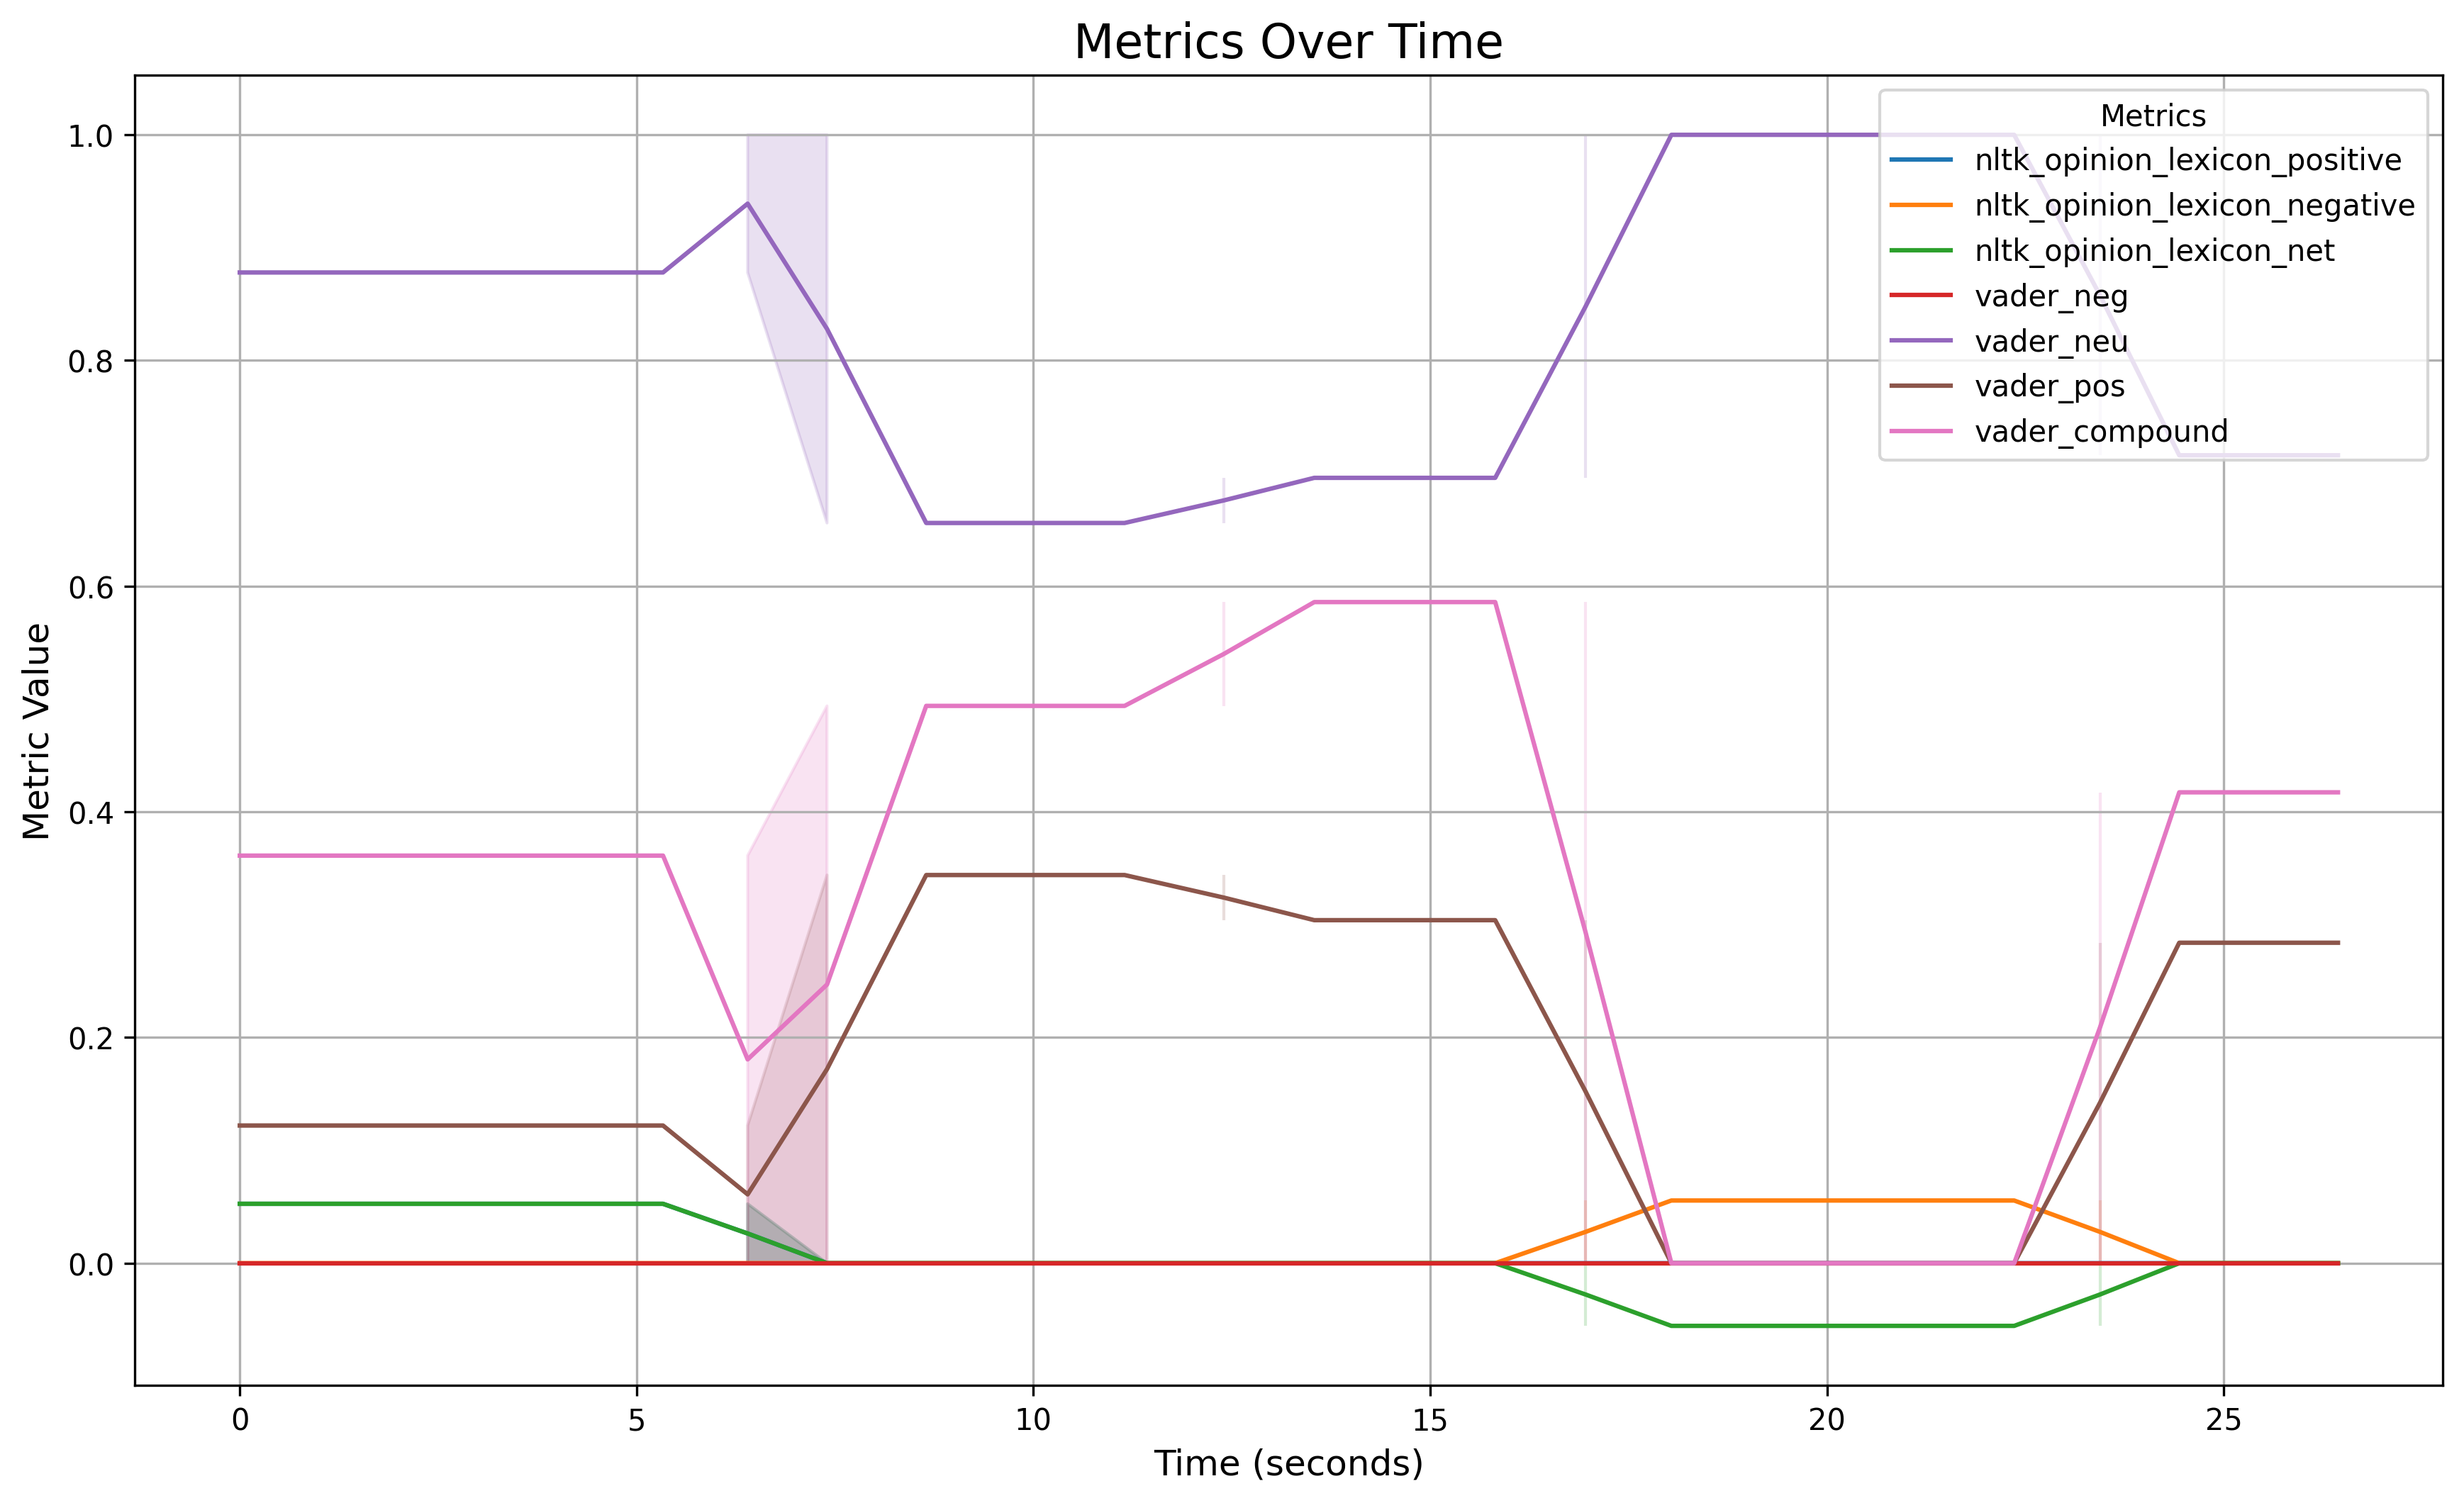 Metrics Over Time
Metrics
nltk_opinion_lexicon_positive
nltk_opinion_lexicon_negative
nltk_opinion_lexicon_net
vader_neg
vader_neu
vader_pos
vader_compound
Metric Value
1.0
0.8
0.6
0.4
0.2
0.0
0
5
10
15
20
25
Time (seconds)